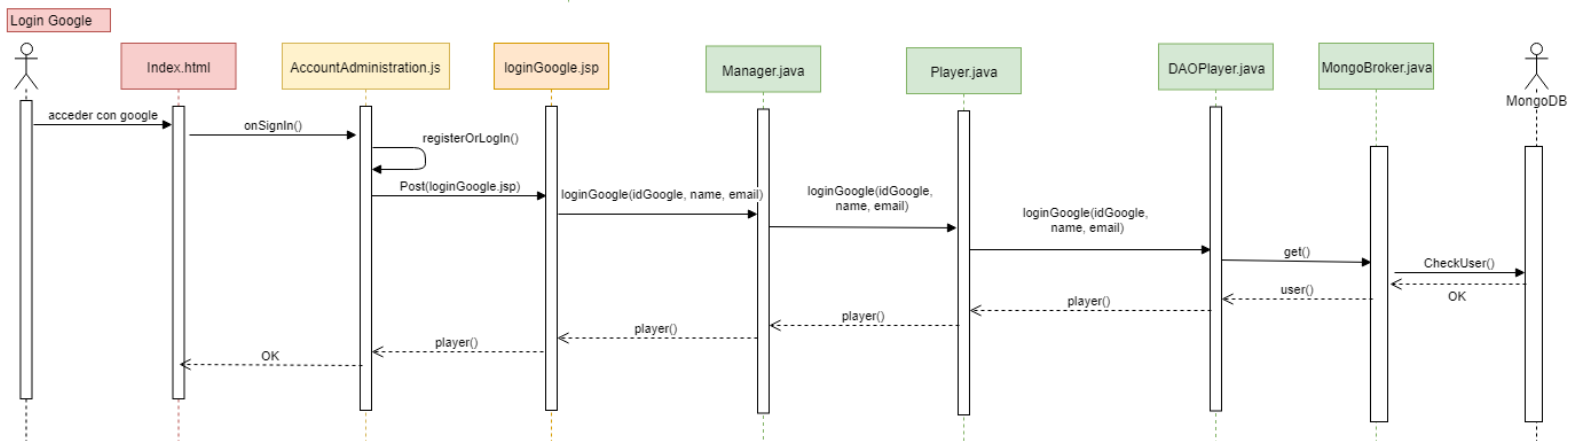 Login Google
Index.html
AccountAdministration.js
loginGoogle.jsp
Manager.java
Player.java
DAOPlayer.java
MongoBroker.java
MongoDB
acceder con google
onSignIn()
registerOrLogIn()
Post(loginGoogle.jsp)
loginGoogle(idGoogle, name, email)
loginGoogle(idGoogle,
name, email)
loginGoogle(idGoogle,
name, email)
get()
CheckUser()
OK
user()
player()
player()
player()
player()
OK